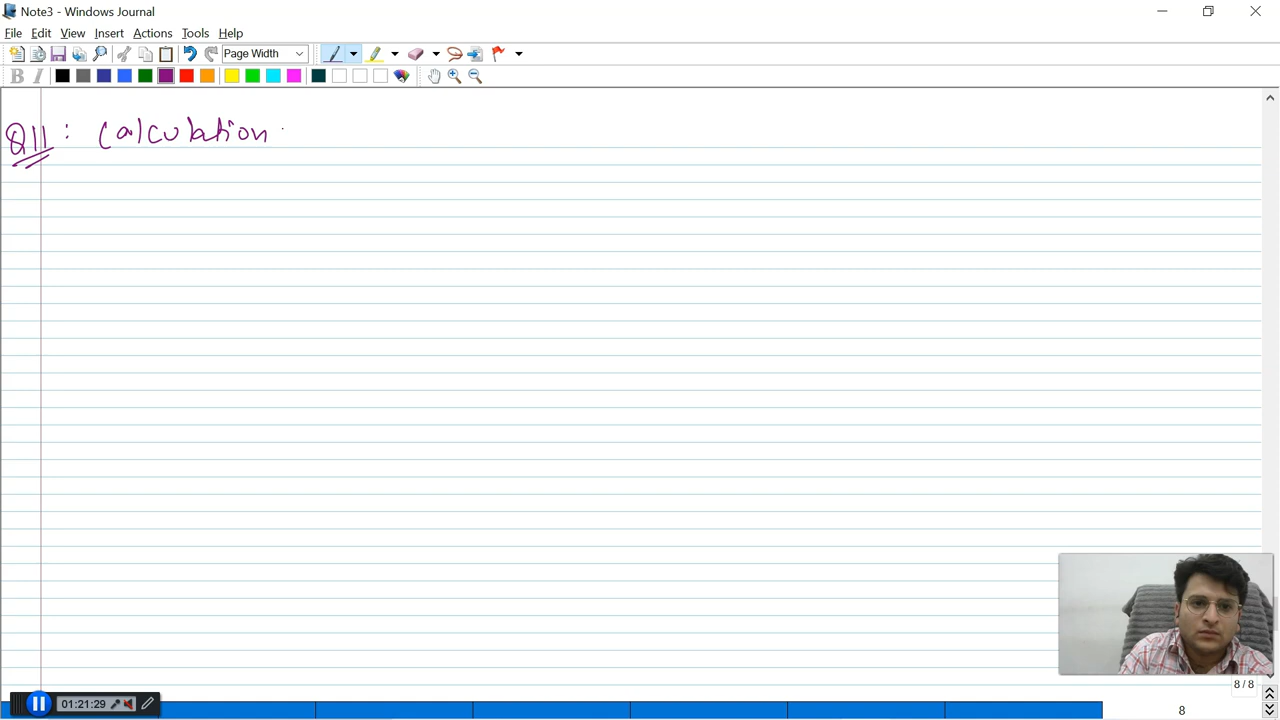 Note3 - Windows Journal
File Edit View Insert Actions Tools Help
Page Width
B I
Q11 : Calculation
8 / 8
01:21:29
8